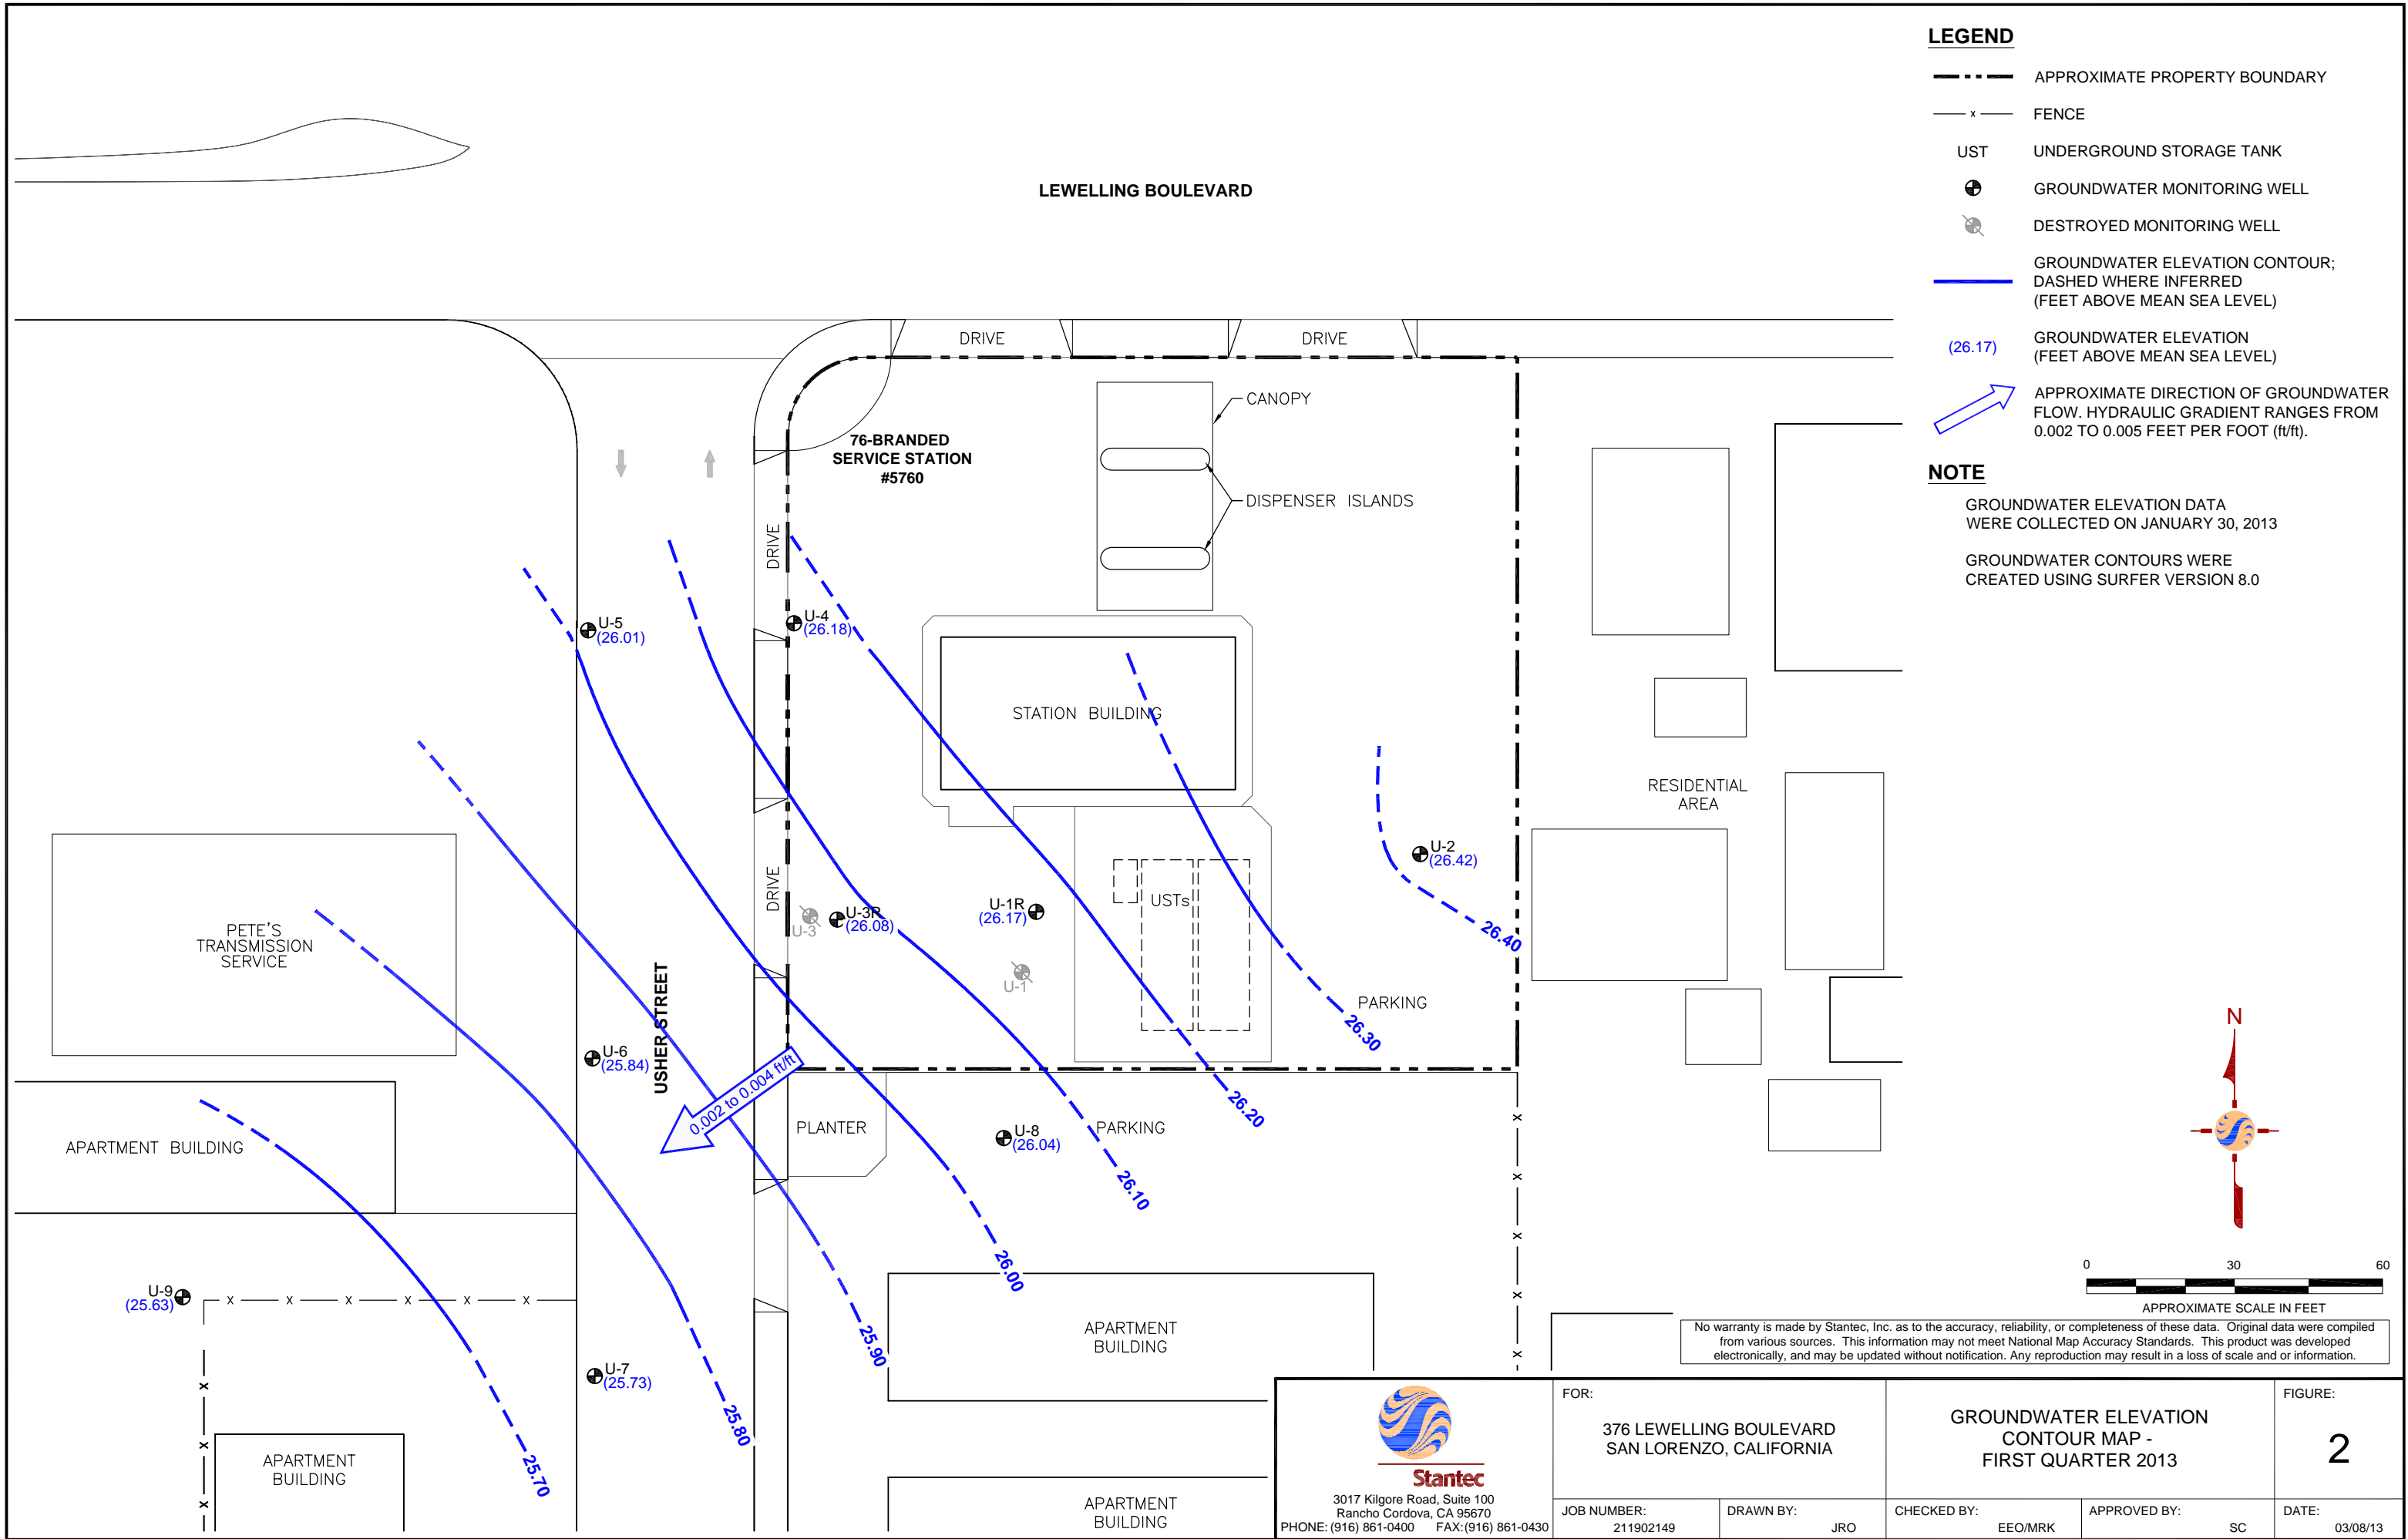 LEGEND
APPROXIMATE PROPERTY BOUNDARY
x
FENCE
UST
UNDERGROUND STORAGE TANK
GROUNDWATER MONITORING WELL
DESTROYED MONITORING WELL
GROUNDWATER ELEVATION CONTOUR;
DASHED WHERE INFERRED
(FEET ABOVE MEAN SEA LEVEL)
(26.17)
GROUNDWATER ELEVATION
(FEET ABOVE MEAN SEA LEVEL)
APPROXIMATE DIRECTION OF GROUNDWATER
FLOW. HYDRAULIC GRADIENT RANGES FROM
0.002 TO 0.005 FEET PER FOOT (ft/ft).
NOTE
GROUNDWATER ELEVATION DATA
WERE COLLECTED ON JANUARY 30, 2013
GROUNDWATER CONTOURS WERE
CREATED USING SURFER VERSION 8.0
LEWELLING BOULEVARD
DRIVE
DRIVE
CANOPY
76-BRANDED
SERVICE STATION
#5760
DISPENSER ISLANDS
DRIVE
U-5
(26.01)
U-4
(26.18)
STATION BUILDING
RESIDENTIAL
AREA
U-2
(26.42)
DRIVE
USTs
U-1R
(26.17)
U-3R
(26.08)
U-3
26.40
PETE'S
TRANSMISSION
SERVICE
U-1
PARKING
26.30
USHER STREET
U-6
(25.84)
0.002 to 0.004 ft/ft
26.20
PLANTER
U-8
(26.04)
PARKING
APARTMENT BUILDING
26.10
26.00
U-9
(25.63)
x x x x x x
x
x
x
x
x
x
x
x
25.90
APARTMENT
BUILDING
U-7
(25.73)
25.80
25.70
APARTMENT
BUILDING
APARTMENT
BUILDING
N
0 30 60
APPROXIMATE SCALE IN FEET
No warranty is made by Stantec, Inc. as to the accuracy, reliability, or completeness of these data. Original data were compiled
from various sources. This information may not meet National Map Accuracy Standards. This product was developed
electronically, and may be updated without notification. Any reproduction may result in a loss of scale and or information.
Stantec
3017 Kilgore Road, Suite 100
Rancho Cordova, CA 95670
PHONE: (916) 861-0400 FAX:(916) 861-0430
FOR:
376 LEWELLING BOULEVARD
SAN LORENZO, CALIFORNIA
GROUNDWATER ELEVATION
CONTOUR MAP -
FIRST QUARTER 2013
FIGURE:
2
JOB NUMBER:
211902149
DRAWN BY:
JRO
CHECKED BY:
EEO/MRK
APPROVED BY:
SC
DATE:
03/08/13